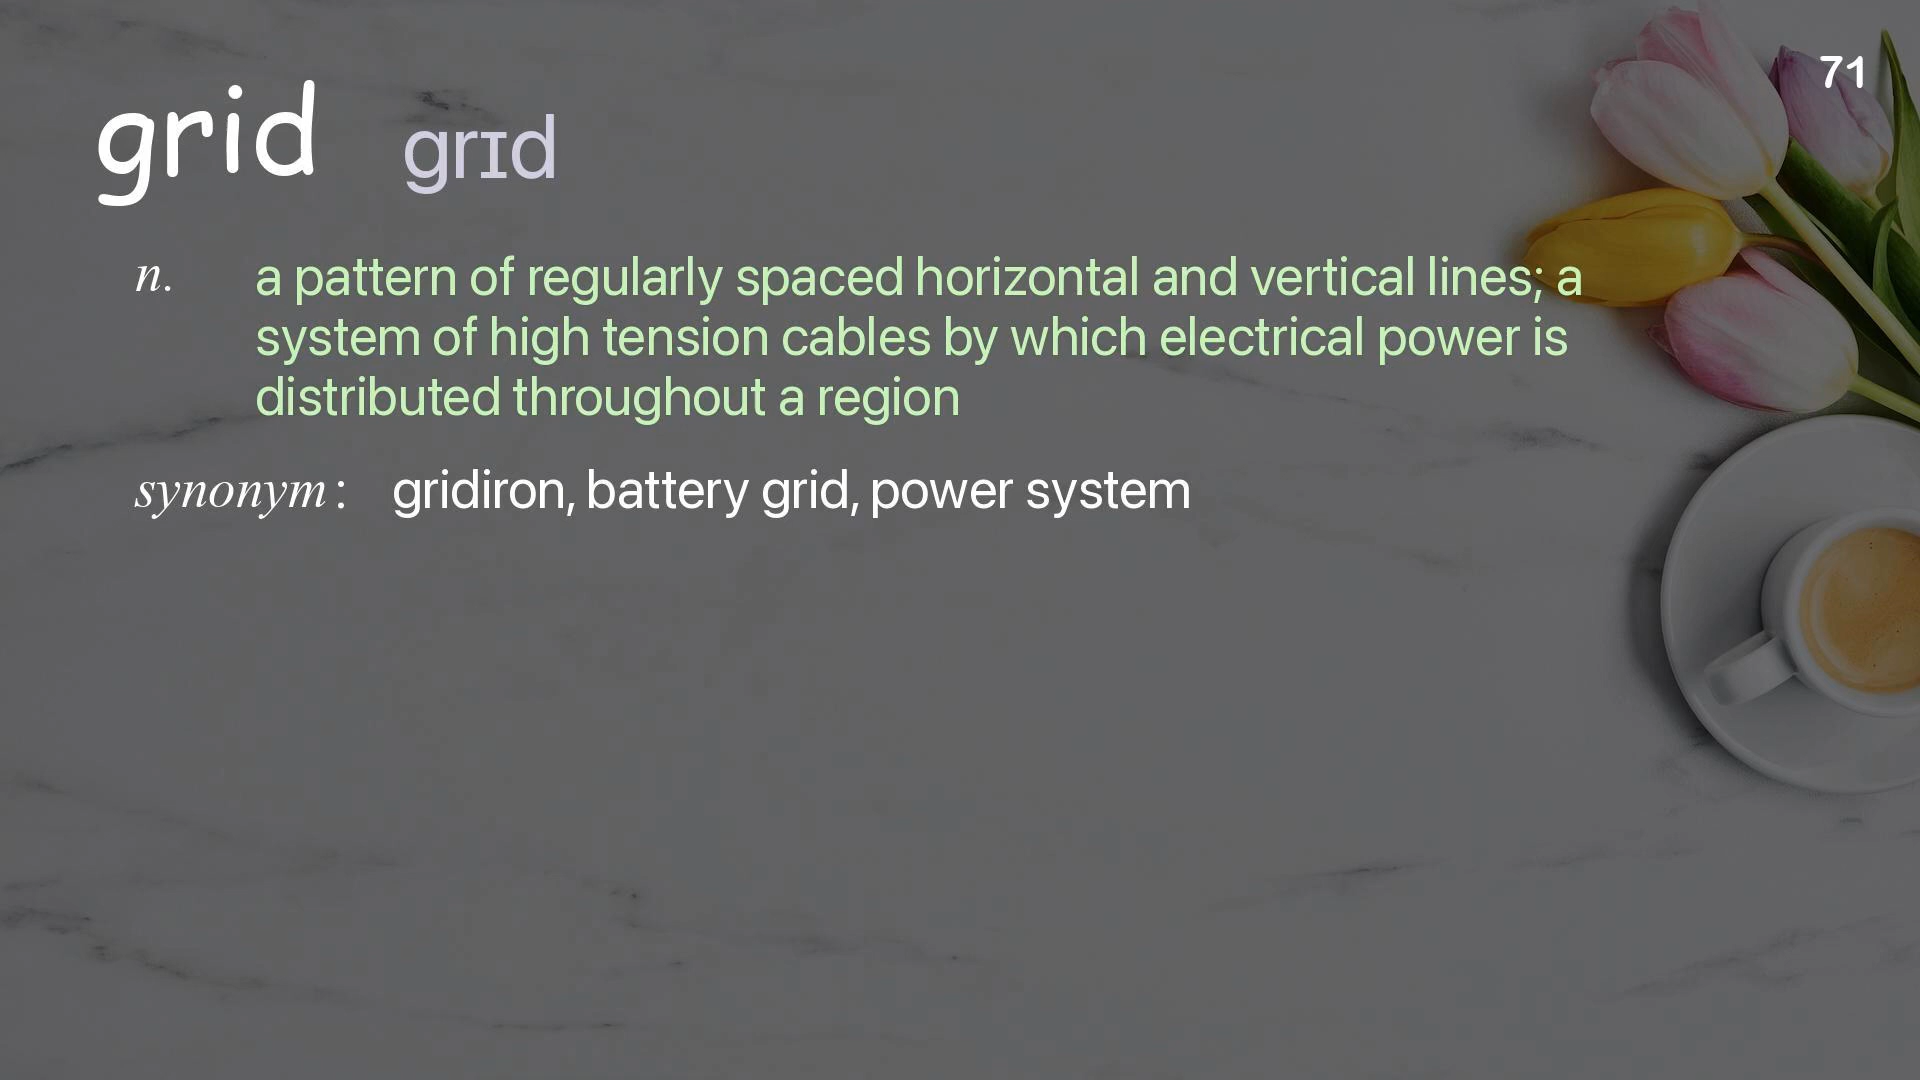 71
grid grɪd
n. a pattern of regularly spaced horizontal and vertical lines; a
system of high tension cables by which electrical power is
distributed throughout a region
synonym: gridiron, battery grid, power system